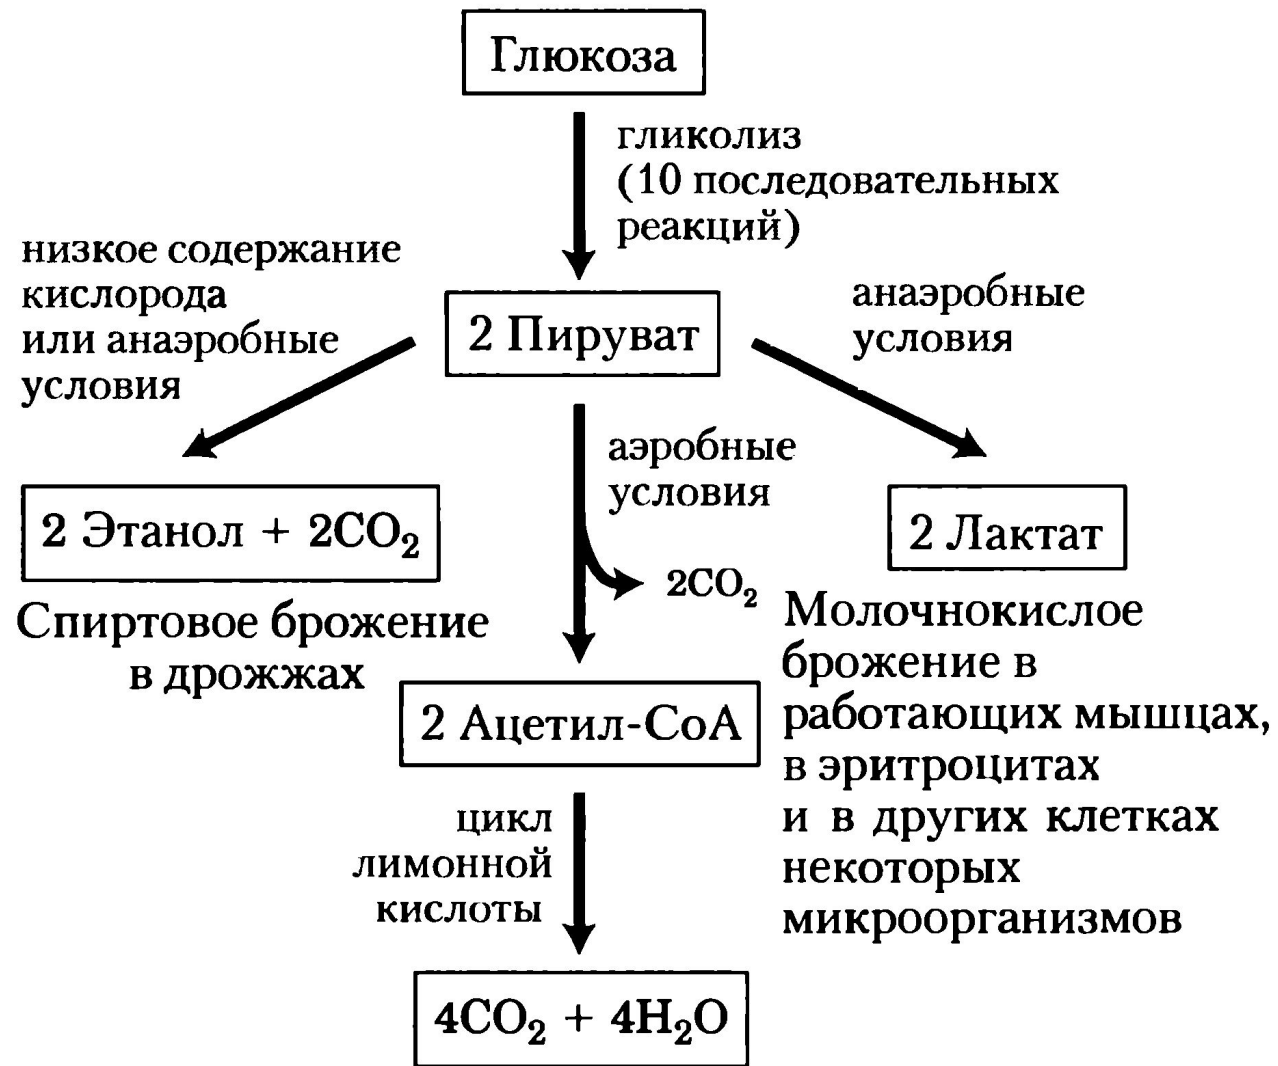 Глюкоза
гликолиз
(10 последовательных
реакций)
низкое содержание
кислорода
или анаэробные
условия
2 Пируват
анаэробные
условия
аэробные
условия
2 Этанол + 2CO₂
2 Лактат
2CO₂
Спиртовое брожение
в дрожжах
Молочнокислое
брожение в
работающих мышцах,
в эритроцитах
и в других клетках
некоторых
микроорганизмов
2 Ацетил-СоА
цикл
лимонной
кислоты
4CO₂ + 4H₂O